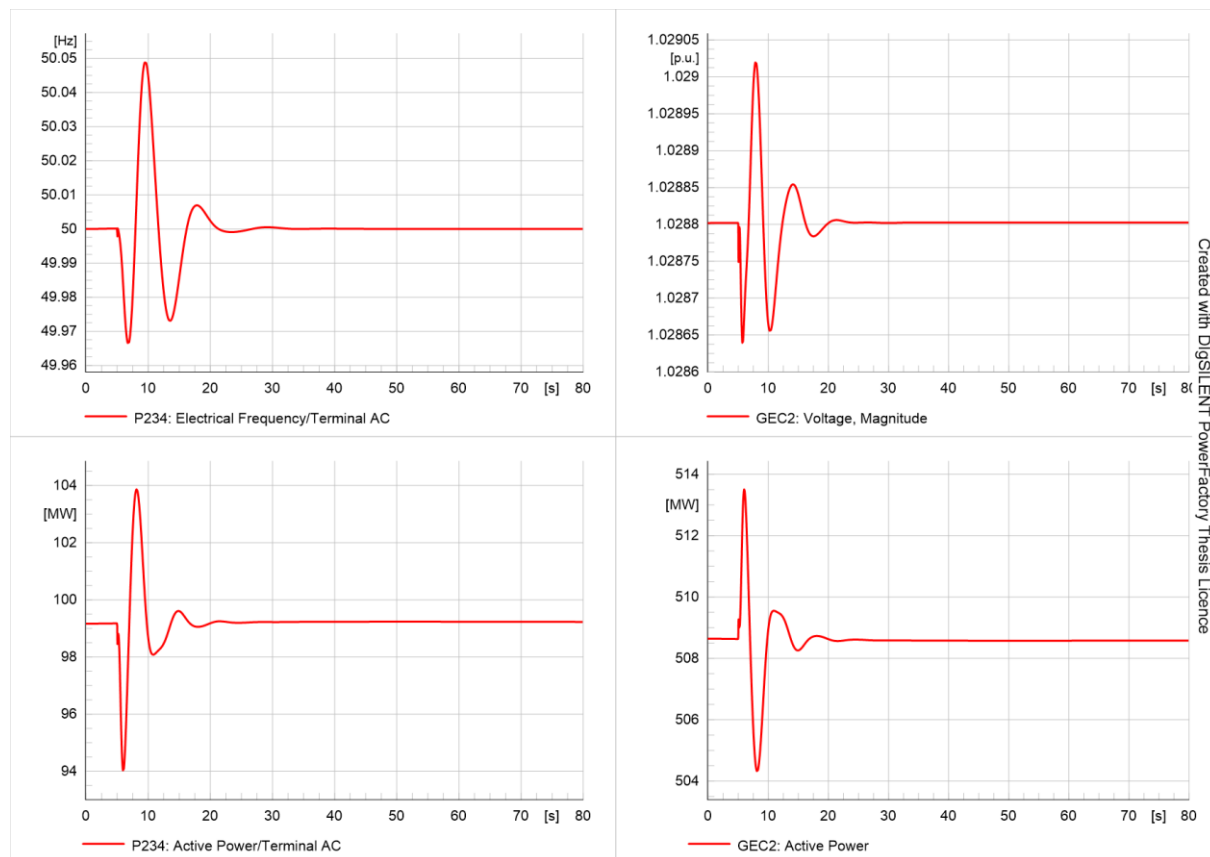 [Hz]
50.05
50.04
50.03
50.02
50.01
50
49.99
49.98
49.97
49.96
0 10 20 30 40 50 60 70 [s] 80
P234: Electrical Frequency/Terminal AC
1.02905
[p.u.]
1.029
1.02895
1.0289
1.02885
1.0288
1.02875
1.0287
1.02865
1.0286
0 10 20 30 40 50 60 70 [s] 80
GEC2: Voltage, Magnitude
104
[MW]
102
100
98
96
94
0 10 20 30 40 50 60 70 [s] 80
P234: Active Power/Terminal AC
514
[MW]
512
510
508
506
504
0 10 20 30 40 50 60 70 [s] 80
GEC2: Active Power
Created with DIgSILENT PowerFactory Thesis Licence